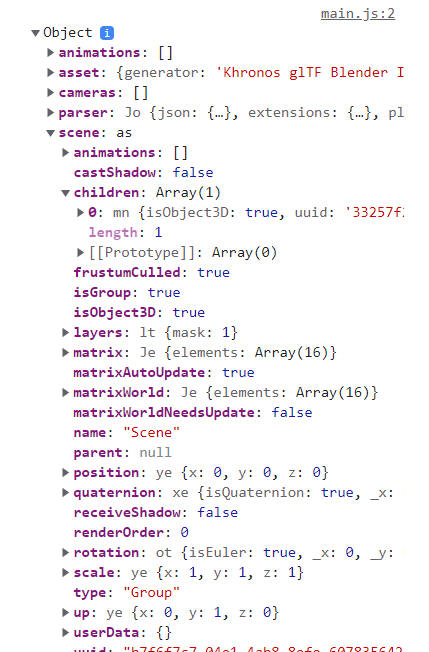 main.js:2
Object i
animations: []
asset: {generator: 'Khronos glTF Blender I
cameras: []
parser: Jo {json: {…}, extensions: {…}, pl
scene: as
animations: []
castShadow: false
children: Array(1)
0: mn {isObject3D: true, uuid: '33257f
length: 1
[[Prototype]]: Array(0)
frustumCulled: true
isGroup: true
isObject3D: true
layers: lt {mask: 1}
matrix: Je {elements: Array(16)}
matrixAutoUpdate: true
matrixWorld: Je {elements: Array(16)}
matrixWorldNeedsUpdate: false
name: "Scene"
parent: null
position: ye {x: 0, y: 0, z: 0}
quaternion: xe {isQuaternion: true, _x:
receiveShadow: false
renderOrder: 0
rotation: ot {isEuler: true, _x: 0, _y:
scale: ye {x: 1, y: 1, z: 1}
type: "Group"
up: ye {x: 0, y: 1, z: 0}
userData: {}